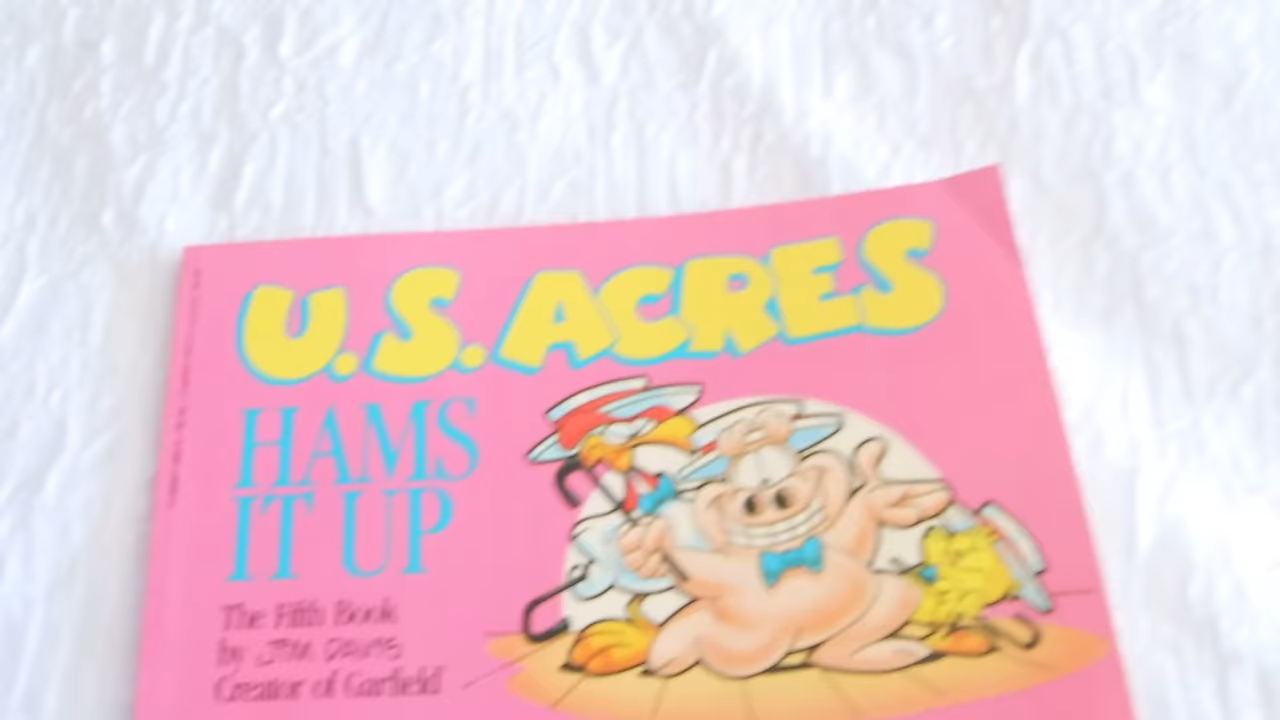 U.S. ACRES
HAMS
IT UP
The Fifth Book
by JIM DAVIS
Creator of Garfield